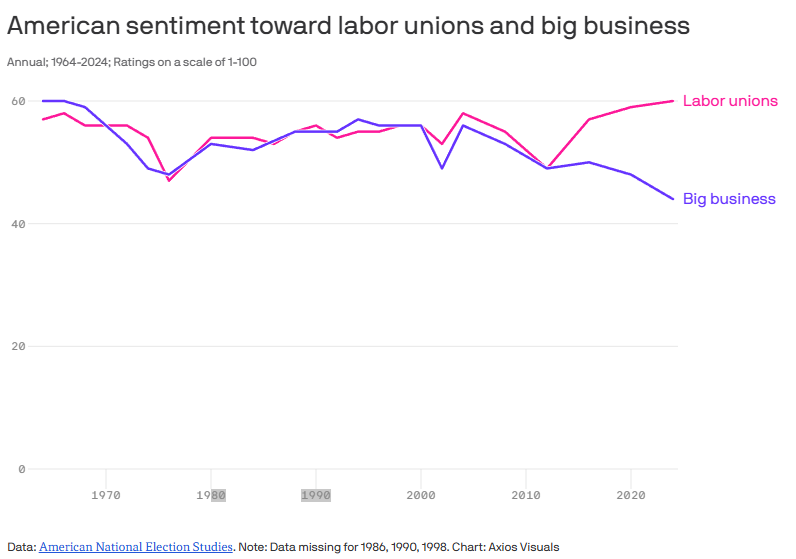 American sentiment toward labor unions and big business
Annual; 1964-2024; Ratings on a scale of 1-100
60
Labor unions
Big business
40
20
0
1970 1980 1990 2000 2010 2020
Data: American National Election Studies. Note: Data missing for 1986, 1990, 1998. Chart: Axios Visuals